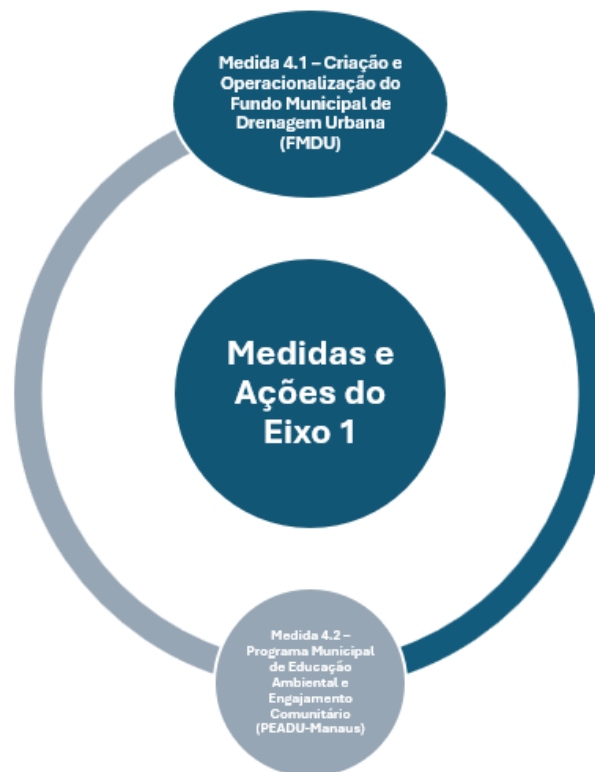 Medida 4.1 – Criação e
Operacionalização do
Fundo Municipal de
Drenagem Urbana
(FMDU)
Medidas e
Ações do
Eixo 1
Medida 4.2 –
Programa Municipal
de Educação
Ambiental e
Engajamento
Comunitário
(PEADU-Manaus)